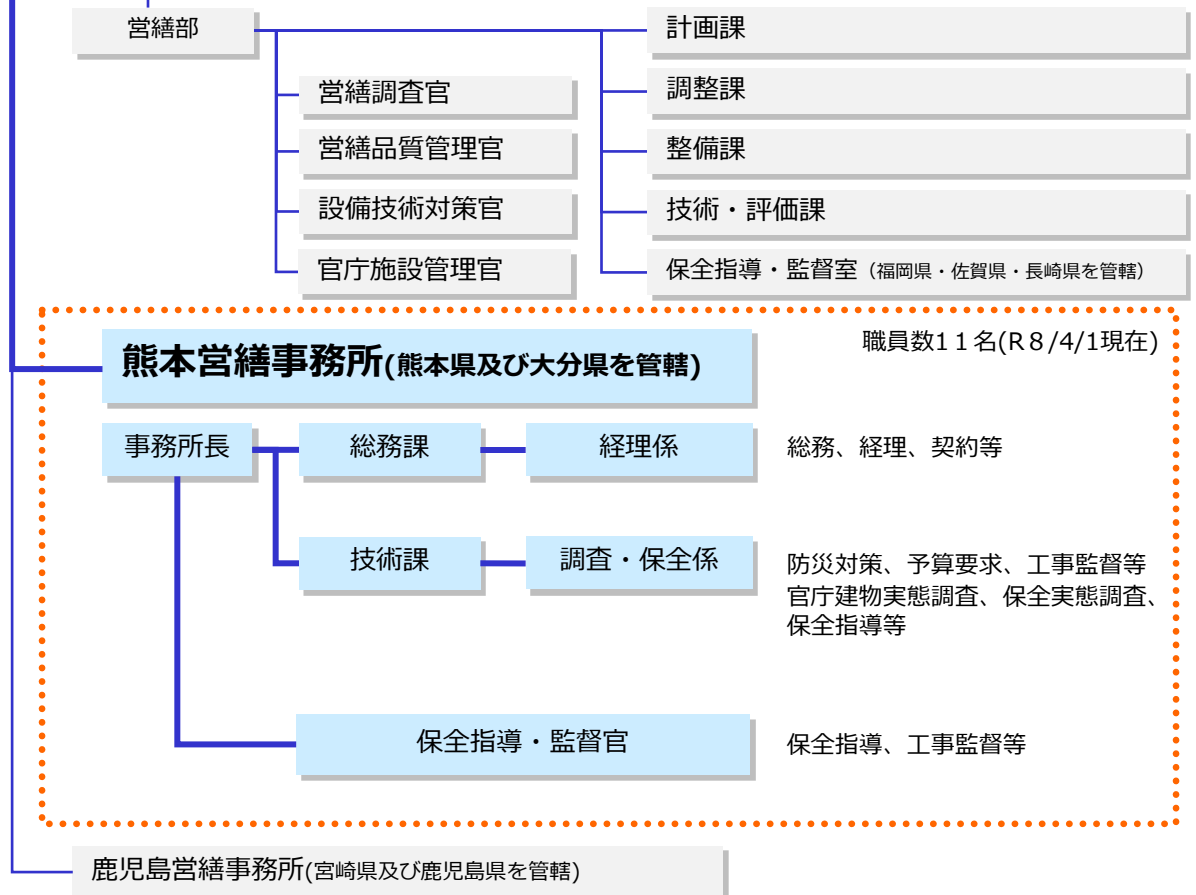 営繕部
計画課
営繕調査官
調整課
営繕品質管理官
整備課
設備技術対策官
技術・評価課
官庁施設管理官
保全指導・監督室（福岡県・佐賀県・長崎県を管轄）
職員数１１名(R８/4/1現在)
熊本営繕事務所(熊本県及び大分県を管轄)
事務所長
総務課
経理係
総務、経理、契約等
技術課
調査・保全係
防災対策、予算要求、工事監督等
官庁建物実態調査、保全実態調査、
保全指導等
保全指導・監督官
保全指導、工事監督等
鹿児島営繕事務所(宮崎県及び鹿児島県を管轄)